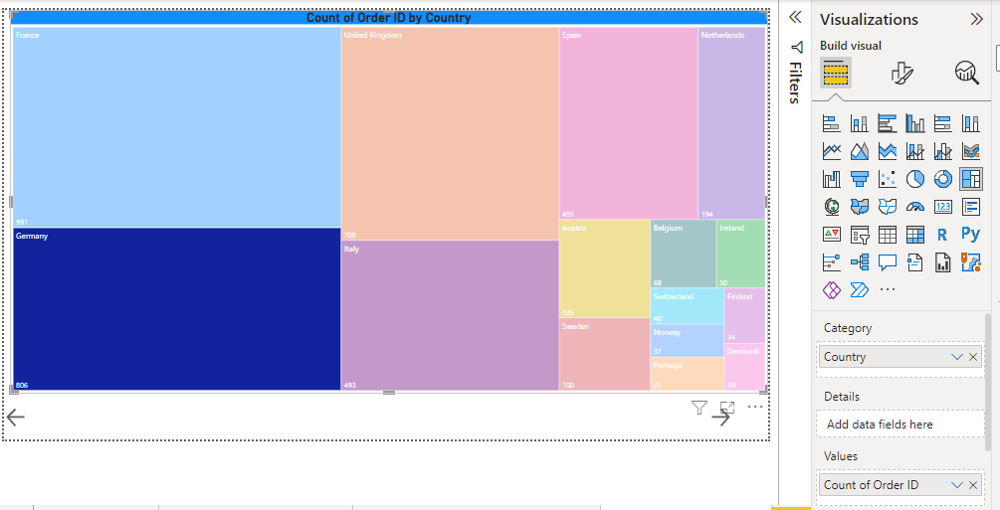 Count of Order ID by Country
France
991
Germany
806
United Kingdom
700
Italy
493
Spain
403
Netherlands
194
Austria
135
Sweden
100
Belgium
68
Ireland
50
Switzerland
40
Norway
37
Portugal
37
Finland
34
Denmark
29
Filters
Visualizations
Build visual
123
R
Py
Category
Country
Details
Add data fields here
Values
Count of Order ID